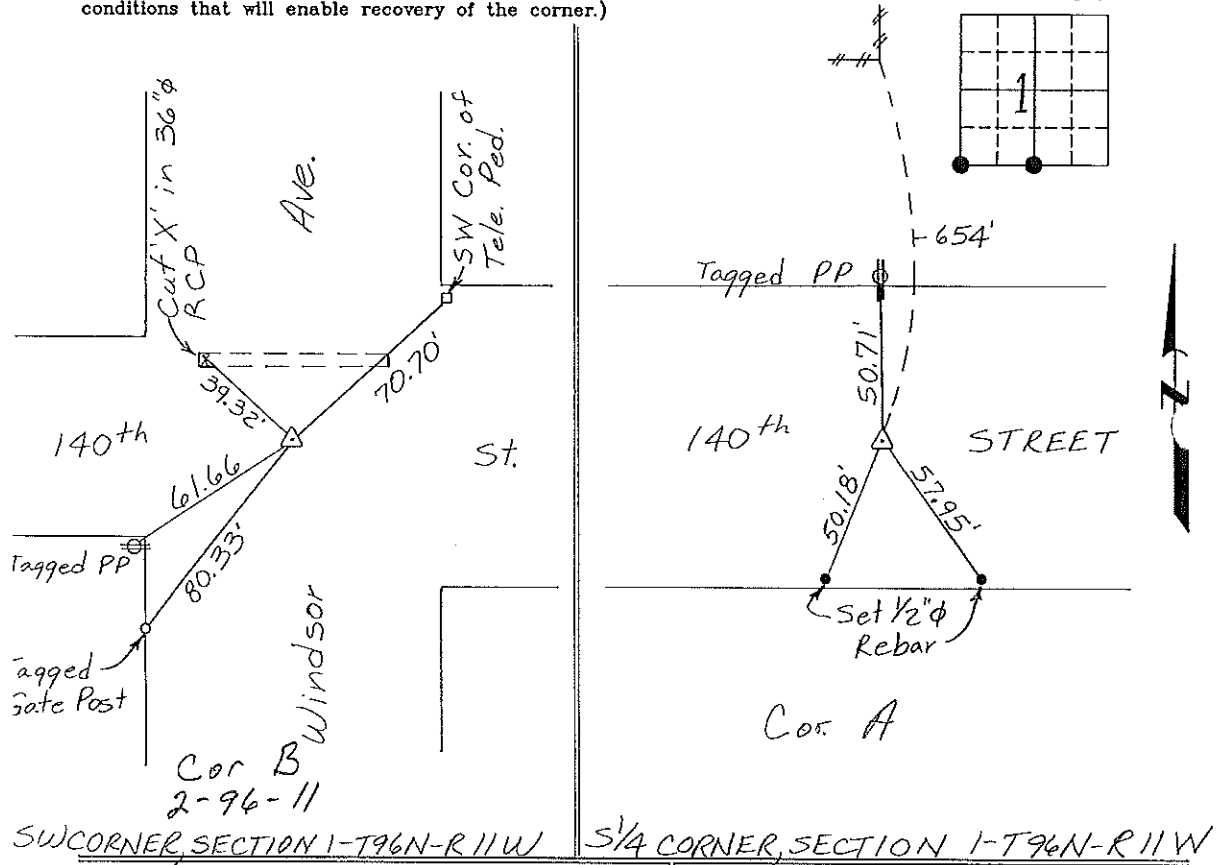 conditions that will enable recovery of the corner.)
Cut 'X' in 36"φ
RCP
Ave.
SW Cor. of
Tele. Ped.
39.32'
70.70'
140th
St.
61.66
80.33'
Tagged PP
agged
ate Post
Windsor
Cor B
2-96-11
SW CORNER, SECTION 1-T96N-R11W
1
654'
Tagged PP
50.71'
N
140th STREET
50.18'
57.95'
Set 1/2"φ
Rebar
Cor. A
S1/4 CORNER, SECTION 1-T96N-R11W